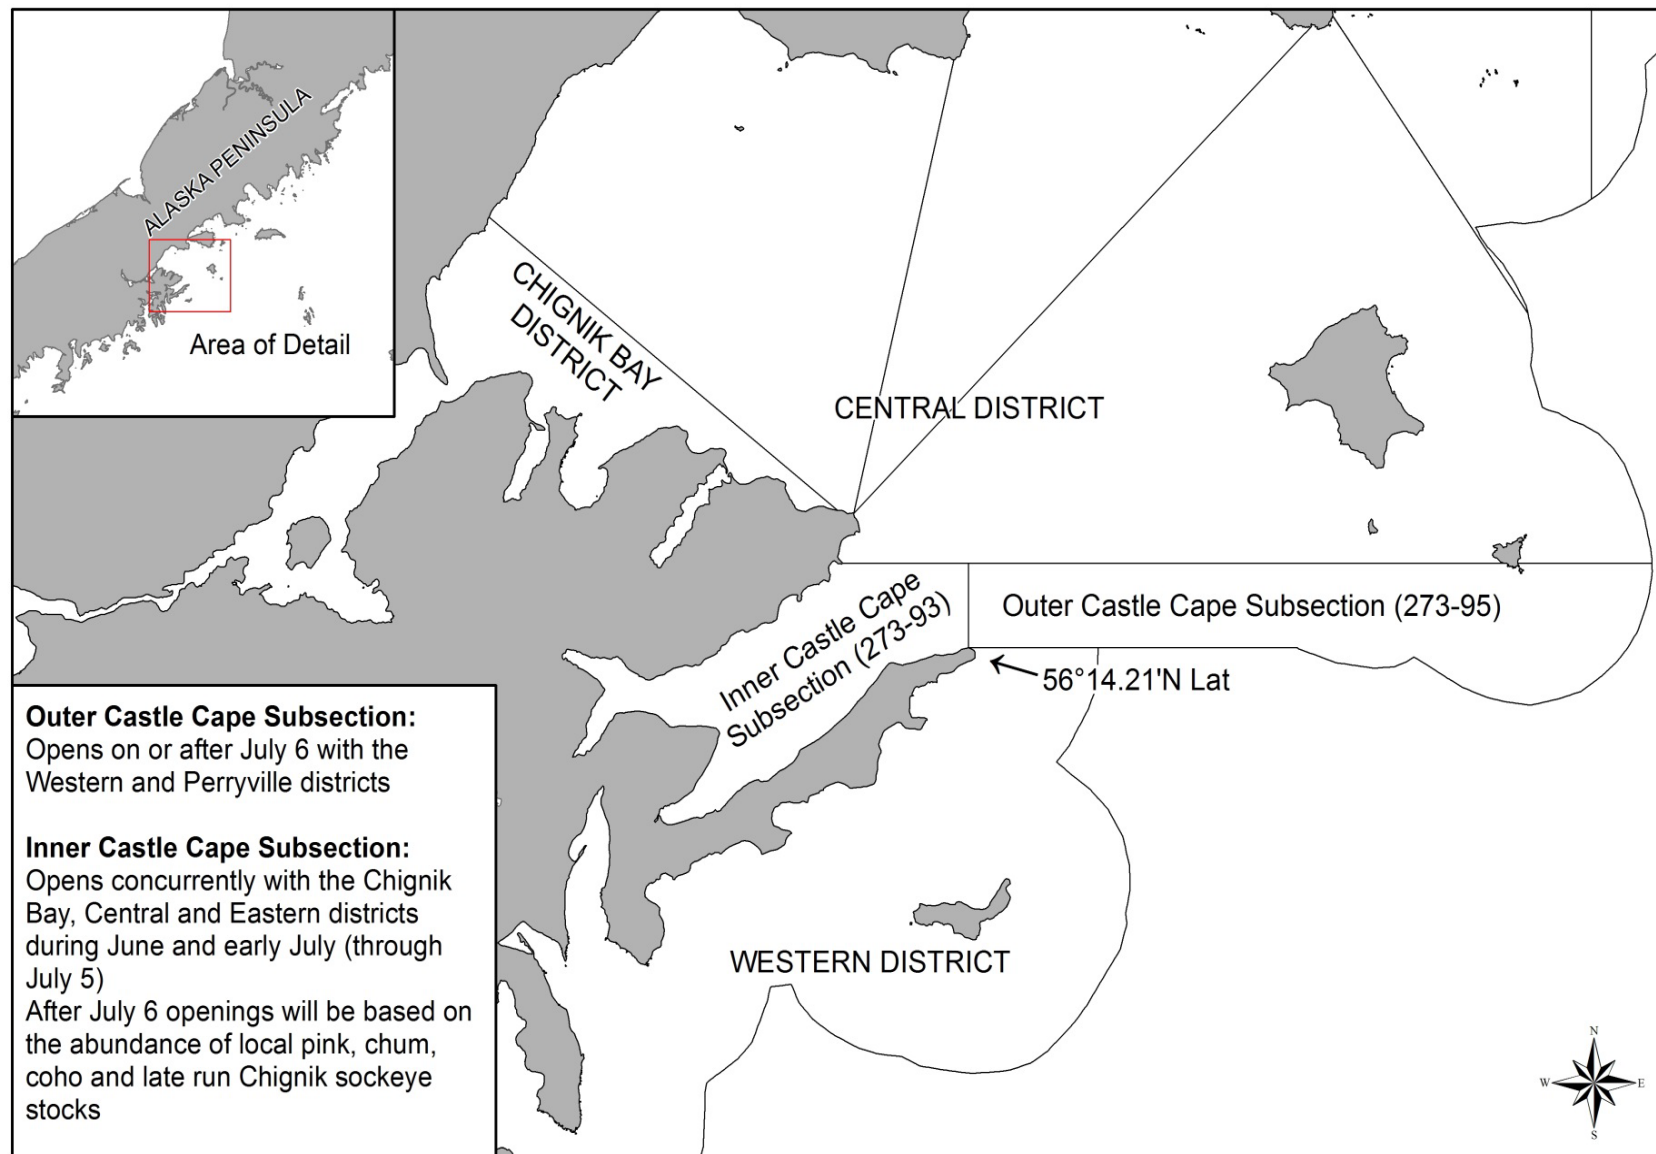 ALASKA PENINSULA
Area of Detail
CHIGNIK BAY
DISTRICT
CENTRAL DISTRICT
Inner Castle Cape
Subsection (273-93)
Outer Castle Cape Subsection (273-95)
56°14.21'N Lat
WESTERN DISTRICT
Outer Castle Cape Subsection:
Opens on or after July 6 with the
Western and Perryville districts
Inner Castle Cape Subsection:
Opens concurrently with the Chignik
Bay, Central and Eastern districts
during June and early July (through
July 5)
After July 6 openings will be based on
the abundance of local pink, chum,
coho and late run Chignik sockeye
stocks
N
W
E
S